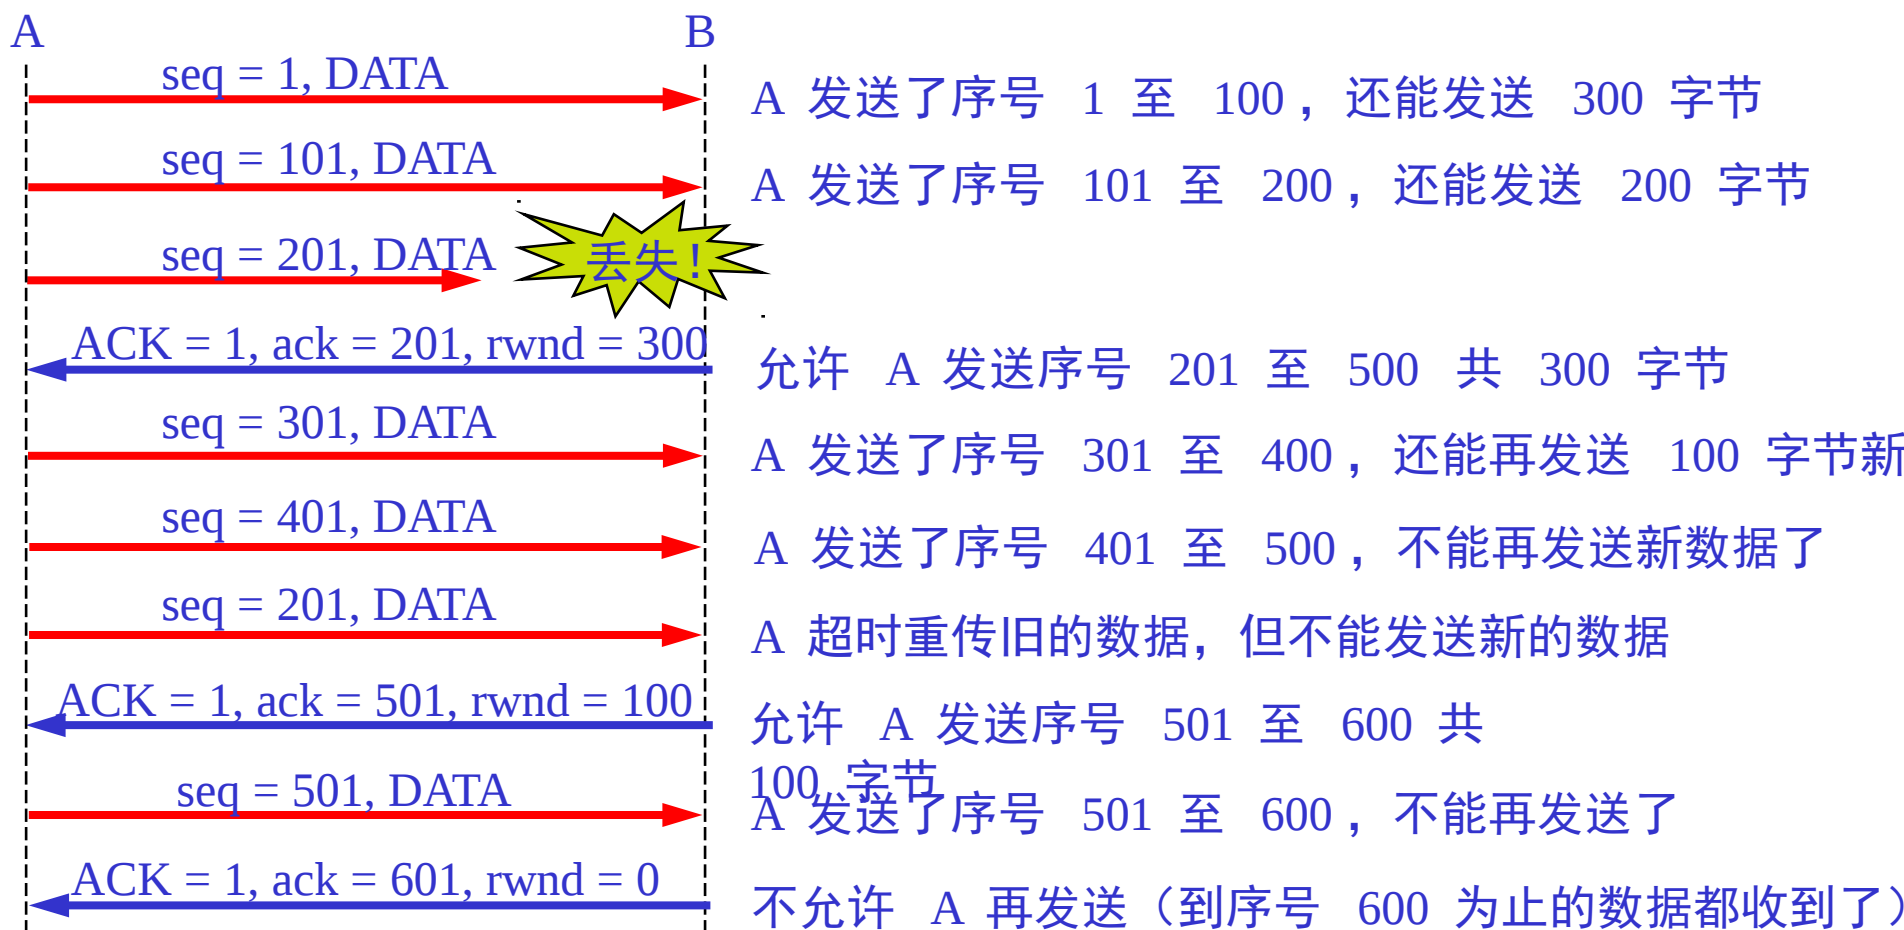 A
B
seq = 1, DATA
A 发送了序号 1 至 100，还能发送 300 字节
seq = 101, DATA
A 发送了序号 101 至 200，还能发送 200 字节
seq = 201, DATA
丢失！
ACK = 1, ack = 201, rwnd = 300
允许 A 发送序号 201 至 500 共 300 字节
seq = 301, DATA
A 发送了序号 301 至 400，还能再发送 100 字节新
seq = 401, DATA
A 发送了序号 401 至 500，不能再发送新数据了
seq = 201, DATA
A 超时重传旧的数据，但不能发送新的数据
ACK = 1, ack = 501, rwnd = 100
允许 A 发送序号 501 至 600 共
100 字节
seq = 501, DATA
A 发送了序号 501 至 600，不能再发送了
ACK = 1, ack = 601, rwnd = 0
不允许 A 再发送（到序号 600 为止的数据都收到了）